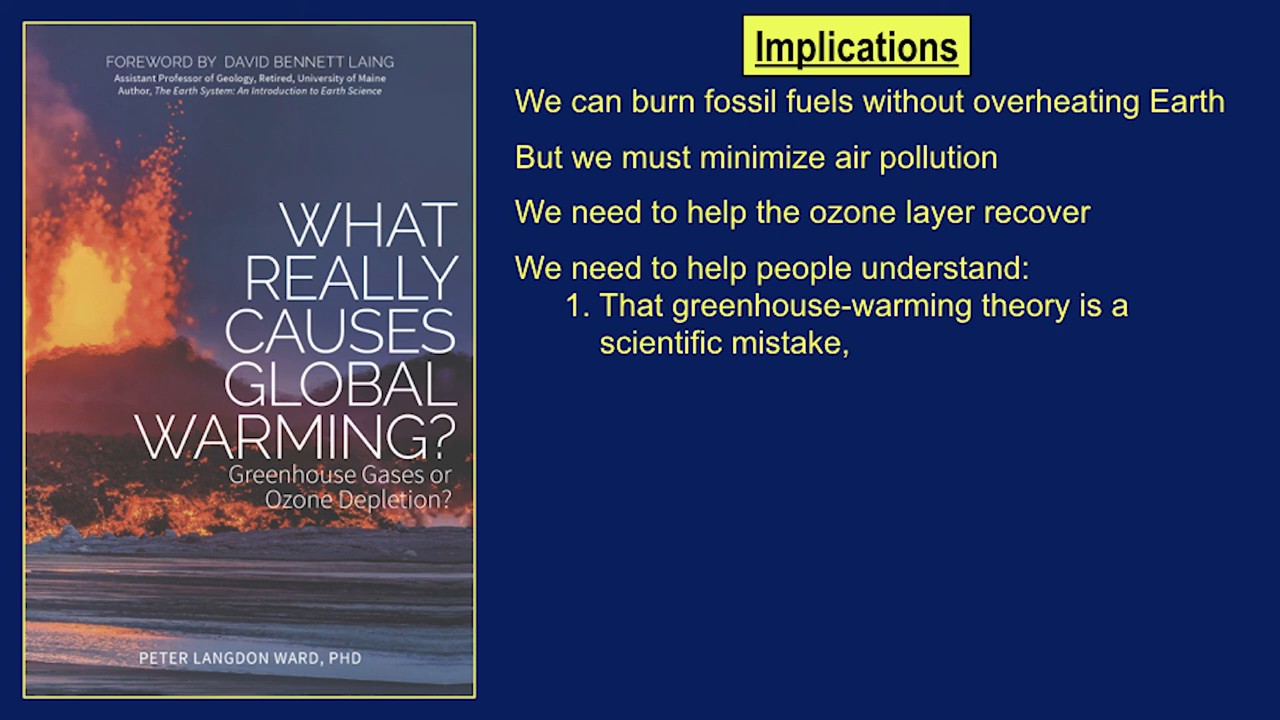 FOREWORD BY DAVID BENNETT LAING
Assistant Professor of Geology, Retired, University of Maine
Author, The Earth System: An Introduction to Earth Science
WHAT
REALLY
CAUSES
GLOBAL
WARMING?
Greenhouse Gases or
Ozone Depletion?
PETER LANGDON WARD, PHD
Implications
We can burn fossil fuels without overheating Earth
But we must minimize air pollution
We need to help the ozone layer recover
We need to help people understand:
1. That greenhouse-warming theory is a
scientific mistake,